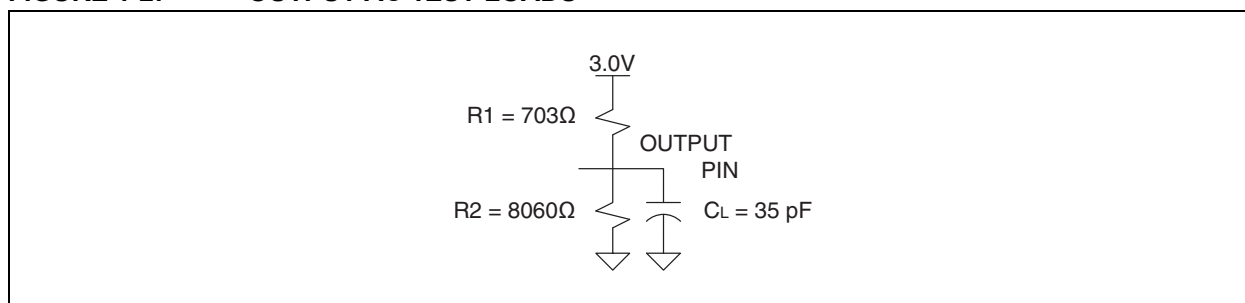 3.0V
R1 = 703Ω
OUTPUT
PIN
R2 = 8060Ω
CL = 35 pF